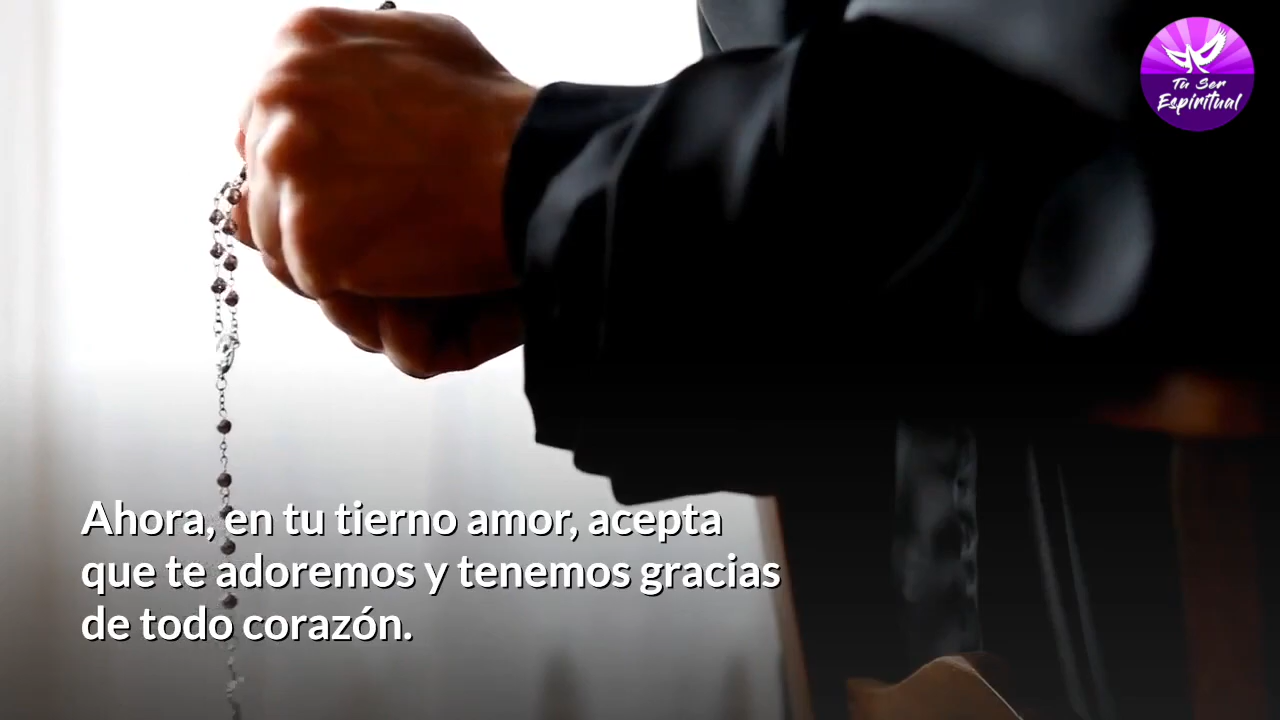 Tu Ser
Espiritual
Ahora, en tu tierno amor, acepta
que te adoremos y tenemos gracias
de todo corazón.